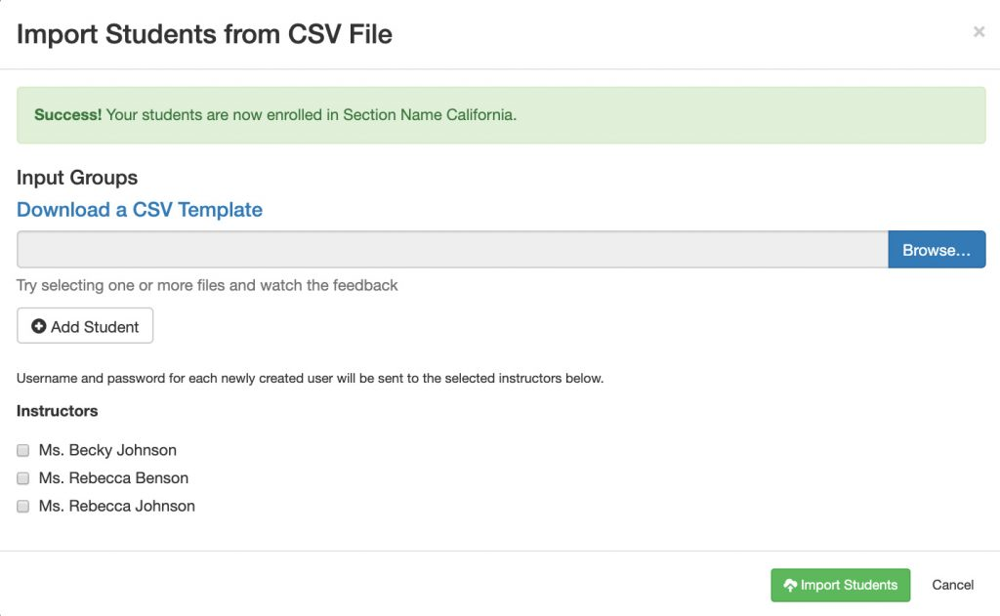 Import Students from CSV File
×
Success! Your students are now enrolled in Section Name California.
Input Groups
Download a CSV Template
Browse…
Try selecting one or more files and watch the feedback
Add Student
Username and password for each newly created user will be sent to the selected instructors below.
Instructors
Ms. Becky Johnson
Ms. Rebecca Benson
Ms. Rebecca Johnson
Import Students Cancel